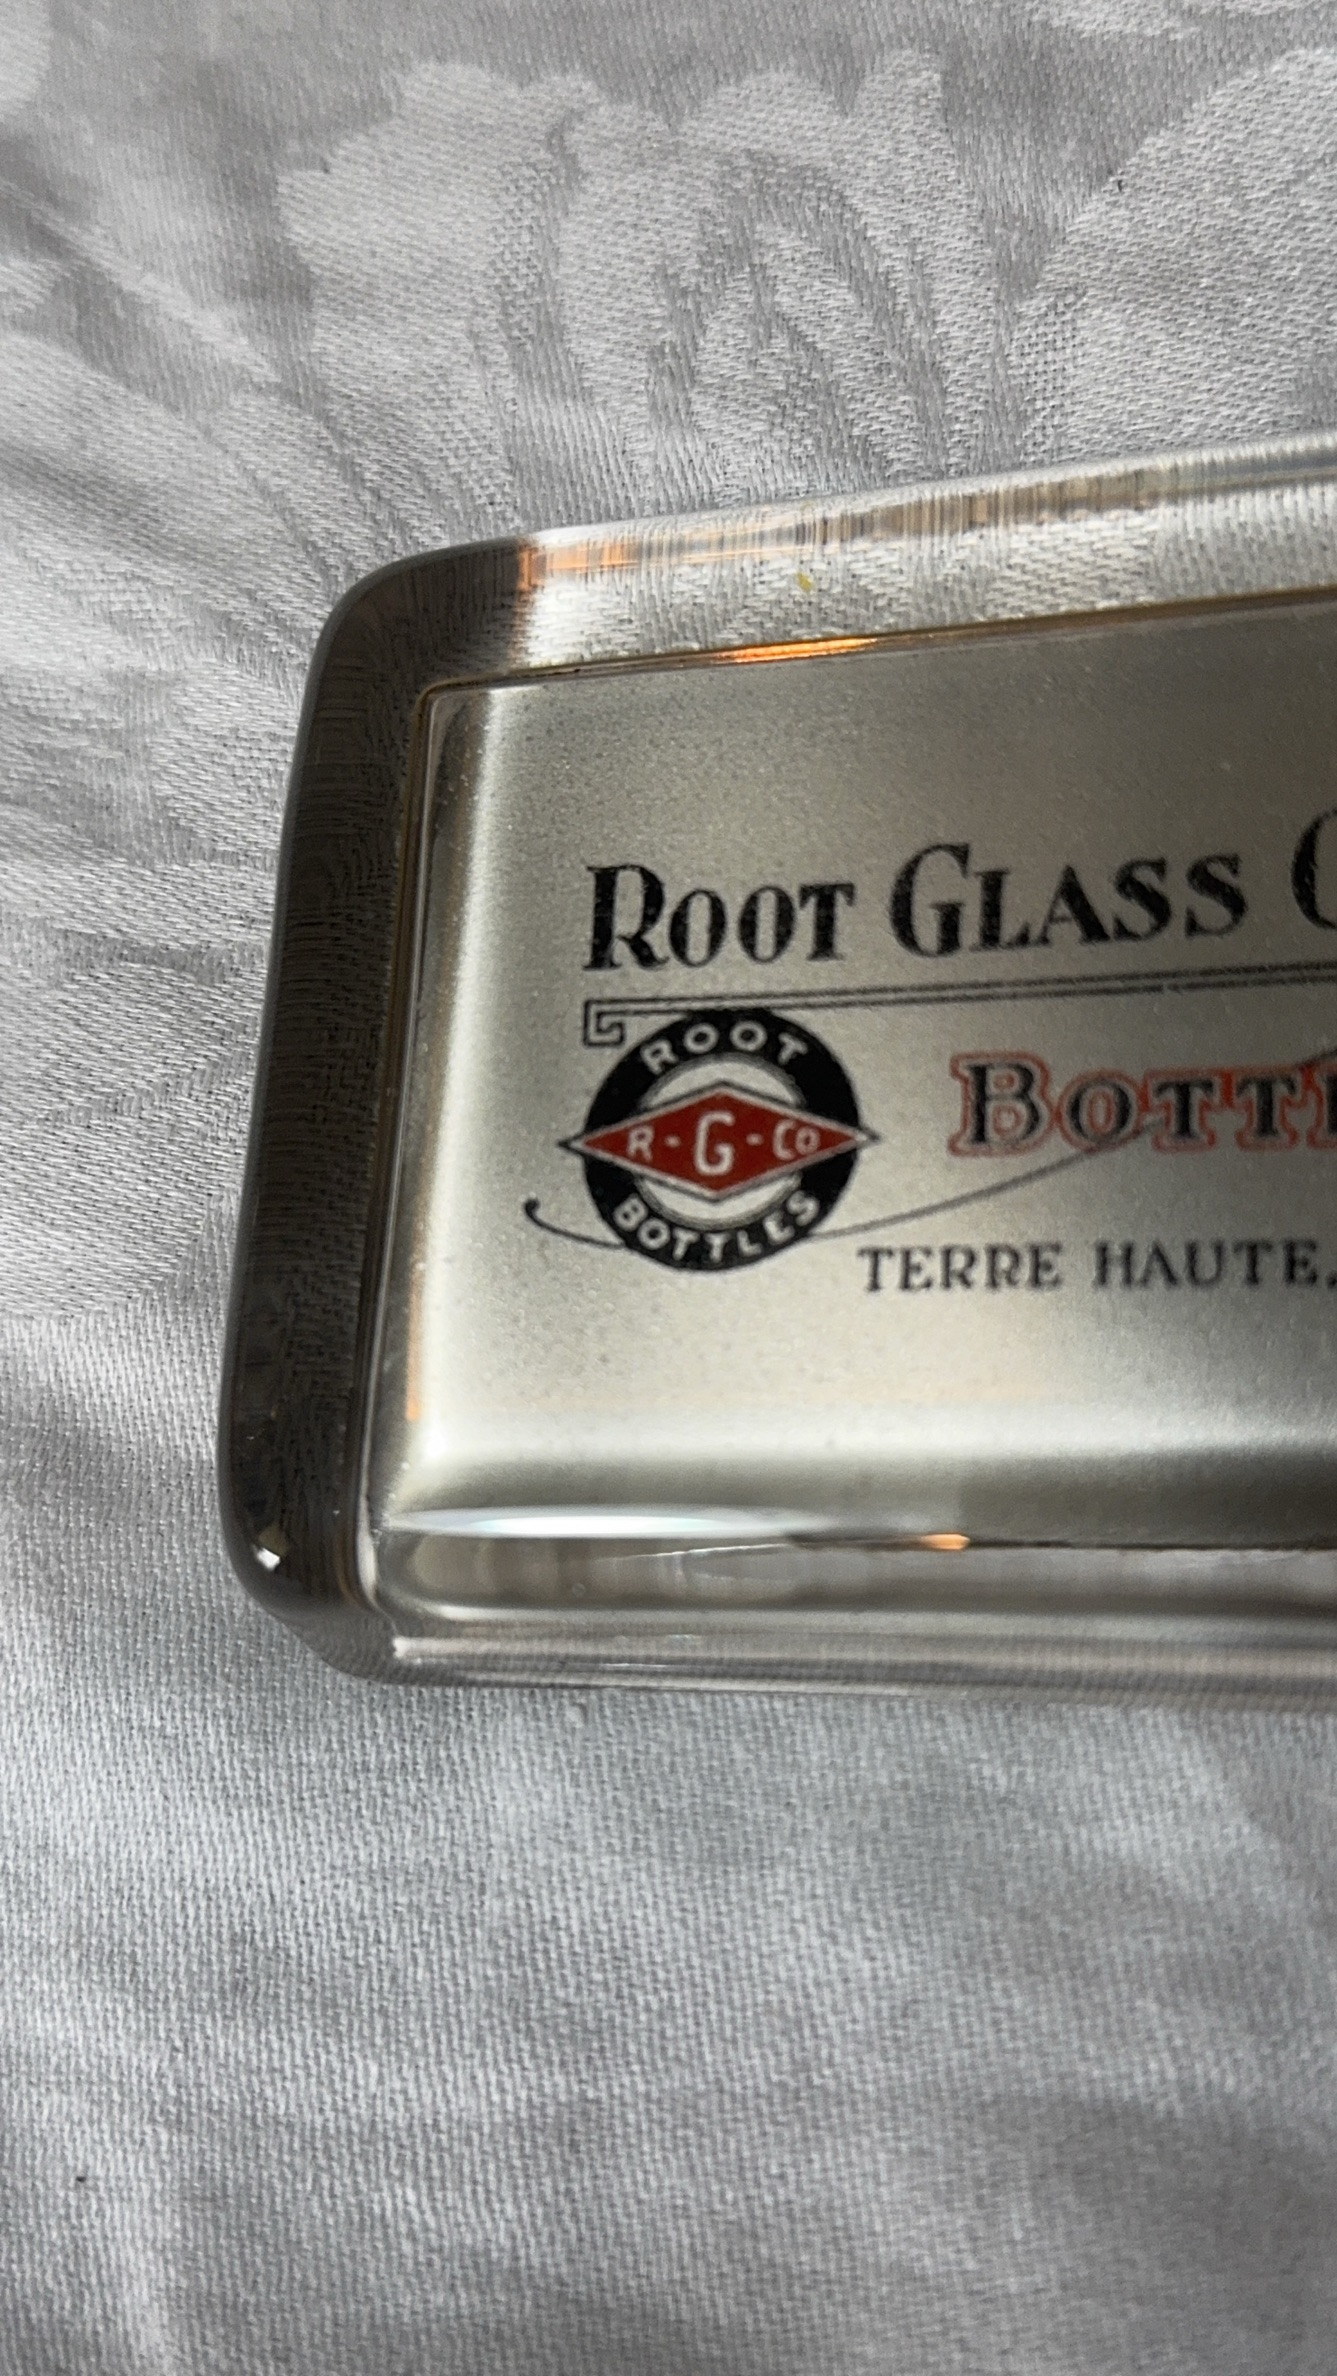 ROOT GLASS
ROOT
R-G-CO
BOTTLES
TERRE HAUTE,